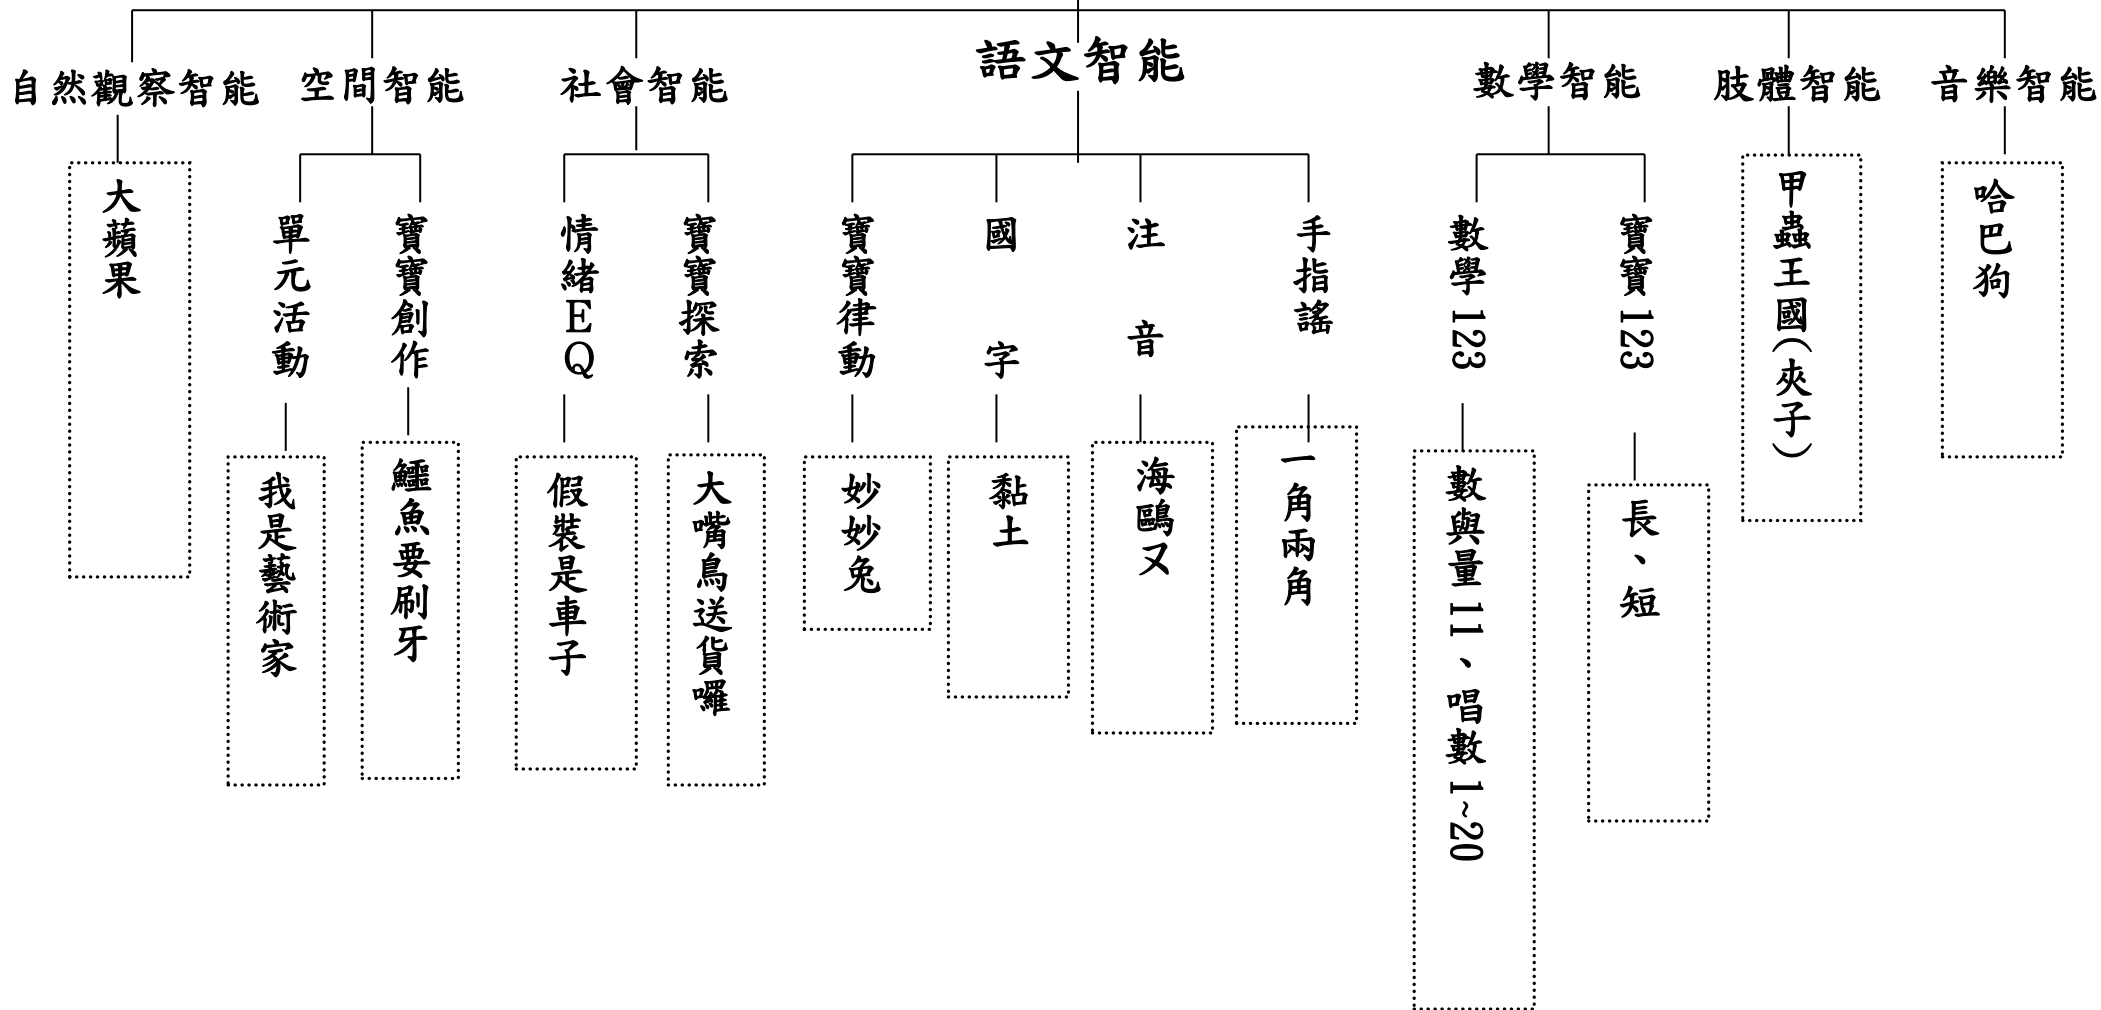 自然觀察智能
空間智能
社會智能
語文智能
數學智能
肢體智能
音樂智能
大蘋果
單元活動
寶寶創作
情緒EQ
寶寶探索
寶寶律動
國字
注音
手指謠
數學123
寶寶123
甲蟲王國(夾子)
哈巴狗
我是藝術家
鱷魚要刷牙
假裝是車子
大嘴鳥送貨囉
妙妙兔
黏土
海鷗ㄡ
一角兩角
數與量11、唱數1~20
長、短